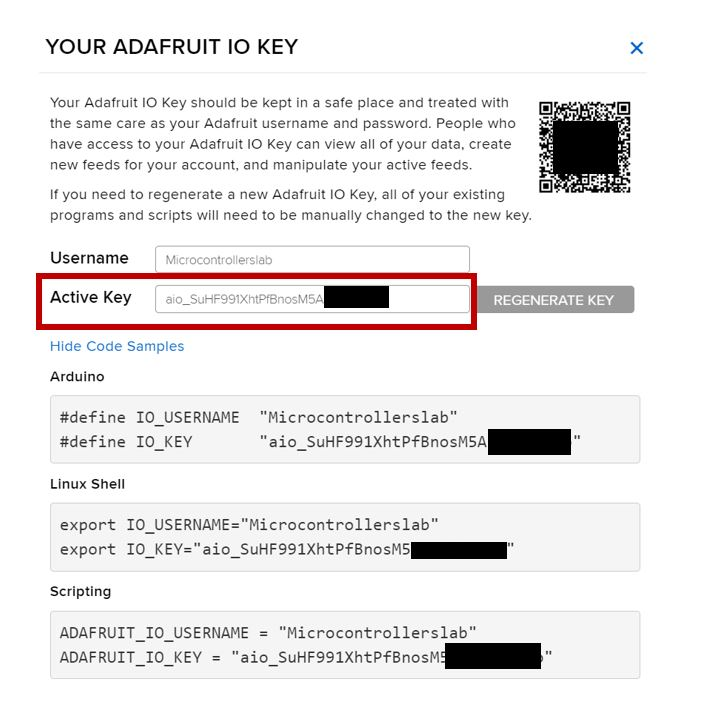 YOUR ADAFRUIT IO KEY
Your Adafruit IO Key should be kept in a safe place and treated with
the same care as your Adafruit username and password. People who
have access to your Adafruit IO Key can view all of your data, create
new feeds for your account, and manipulate your active feeds.
If you need to regenerate a new Adafruit IO Key, all of your existing
programs and scripts will need to be manually changed to the new key.
Username Microcontrollerslab
Active Key aio_SuHF991XhtPfBnosM5A REGENERATE KEY
Hide Code Samples
Arduino
#define IO_USERNAME "Microcontrollerslab"
#define IO_KEY "aio_SuHF991XhtPfBnosM5A"
Linux Shell
export IO_USERNAME="Microcontrollerslab"
export IO_KEY="aio_SuHF991XhtPfBnosM5"
Scripting
ADAFRUIT_IO_USERNAME = "Microcontrollerslab"
ADAFRUIT_IO_KEY = "aio_SuHF991XhtPfBnosM5"